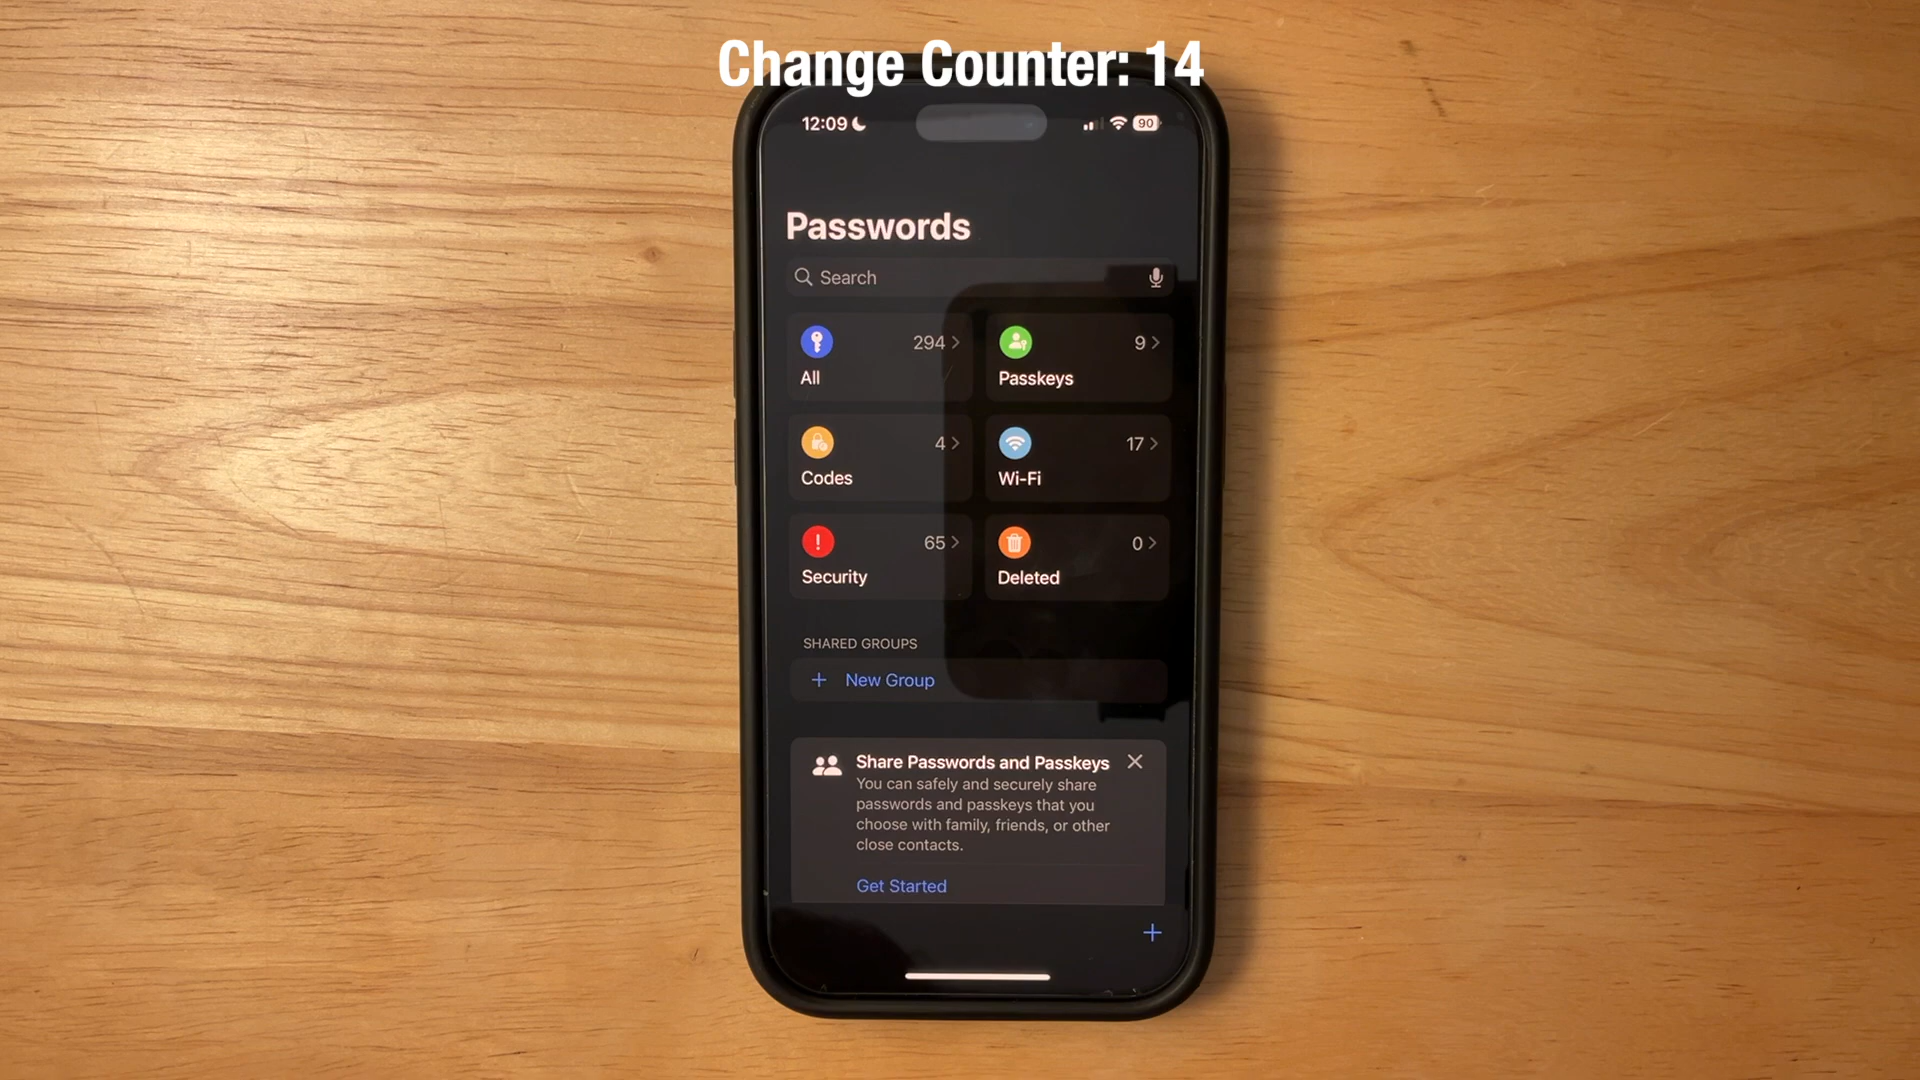 Change Counter: 14
12:09
90
Passwords
Search
294
All
9
Passkeys
4
Codes
17
Wi-Fi
65
Security
0
Deleted
SHARED GROUPS
+ New Group
Share Passwords and Passkeys
You can safely and securely share
passwords and passkeys that you
choose with family, friends, or other
close contacts.
Get Started